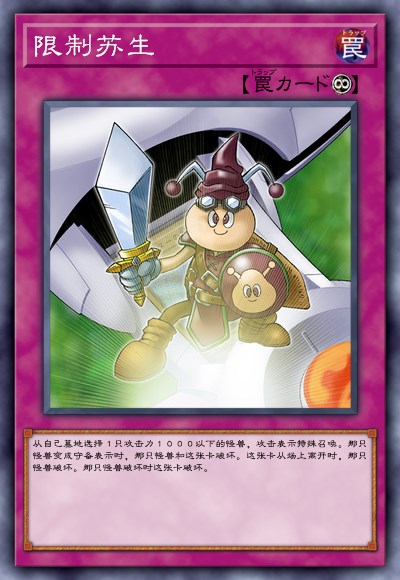 限制苏生
トラップ
罠
トラップ
【罠カード】
从自己墓地选择１只攻击力１０００以下的怪兽，攻击表示特殊召唤。那只
怪兽变成守备表示时，那只怪兽和这张卡破坏。这张卡从场上离开时，那只
怪兽破坏。那只怪兽破坏时这张卡破坏。